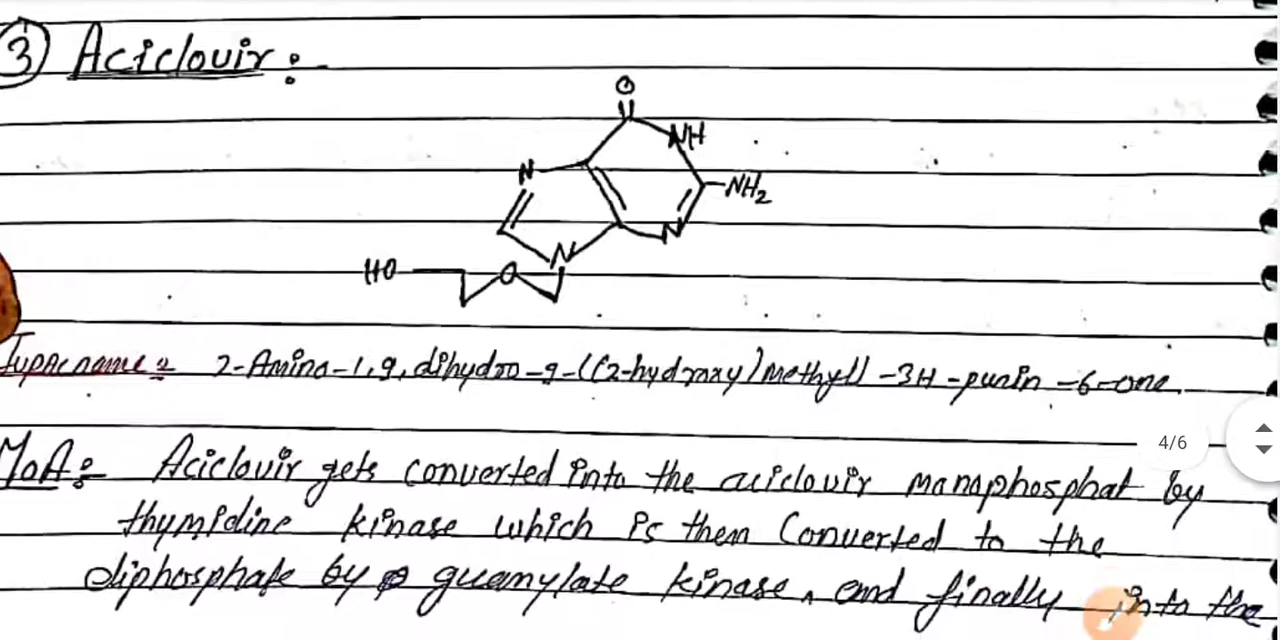 3 Aciclovir:-
O
NH
N
NH2
N
N
HO
O
Iupac name: 2-Amino-1,9, dihydro-9-((2-hydroxy)methyl)-3H-purin-6-one.
4/6
MoA:- Aciclovir gets converted into the aciclovir monophosphat by
thymidine kinase which is them Converted to the
diphosphate by guanylate kinase, and finally into the